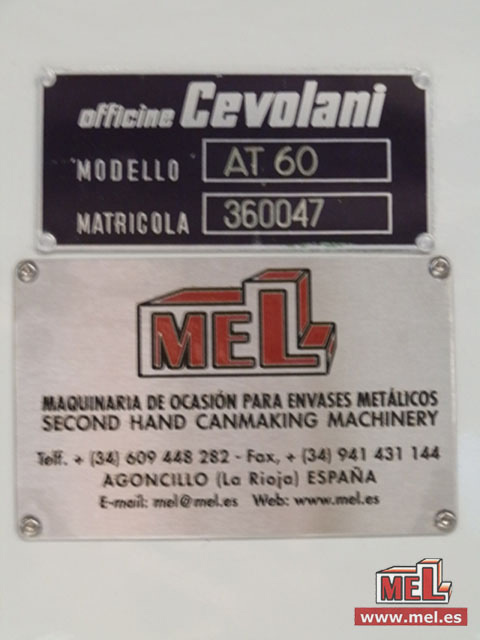 officine Cevolani
MODELLO AT 60
MATRICOLA 360047
MEL
MAQUINARIA DE OCASIÓN PARA ENVASES METÁLICOS
SECOND HAND CANMAKING MACHINERY
Telf. + (34) 609 448 282 - Fax, + (34) 941 431 144
AGONCILLO (La Rioja) ESPAÑA
E-mail: mel@mel.es Web: www.mel.es
MEL
www.mel.es